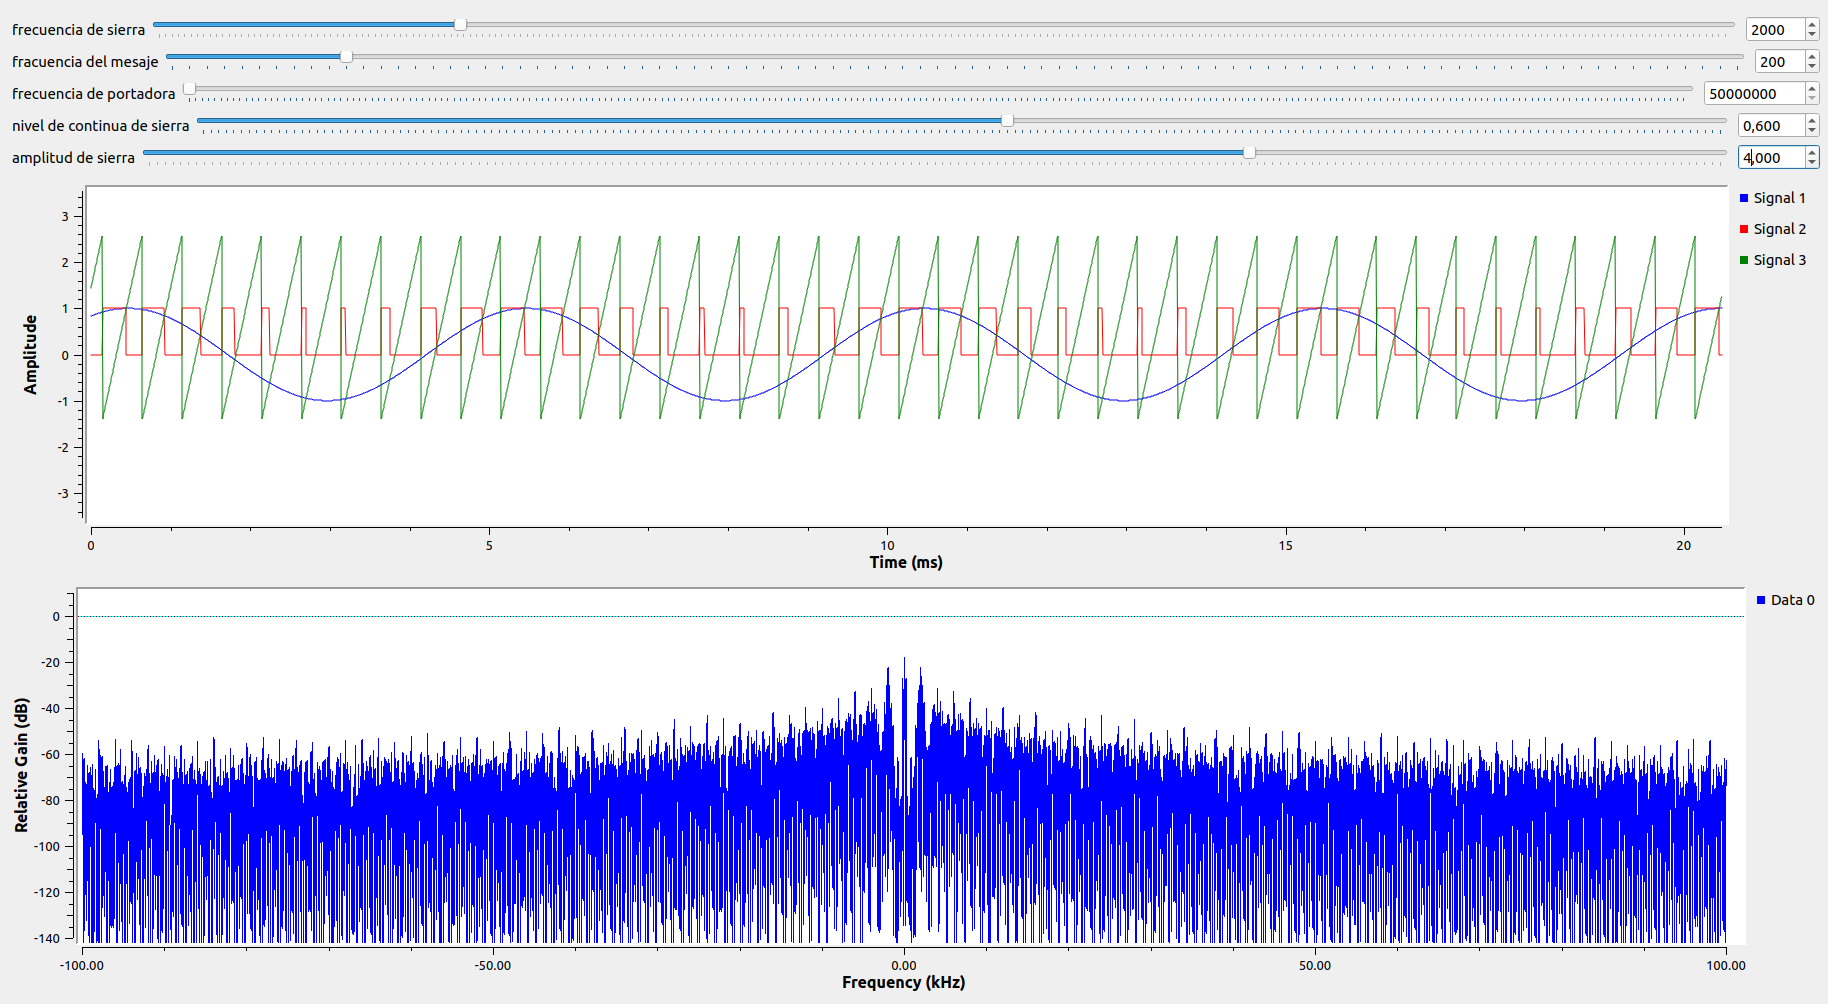 frecuencia de sierra 2000
fracuencia del mesaje 200
frecuencia de portadora 50000000
nivel de continua de sierra 0,600
amplitud de sierra 4,000
Signal 1
Signal 2
Signal 3
3
2
1
0
-1
-2
-3
Amplitude
0 5 10 15 20
Time (ms)
Data 0
0
-20
-40
-60
-80
-100
-120
-140
Relative Gain (dB)
-100.00 -50.00 0.00 50.00 100.00
Frequency (kHz)